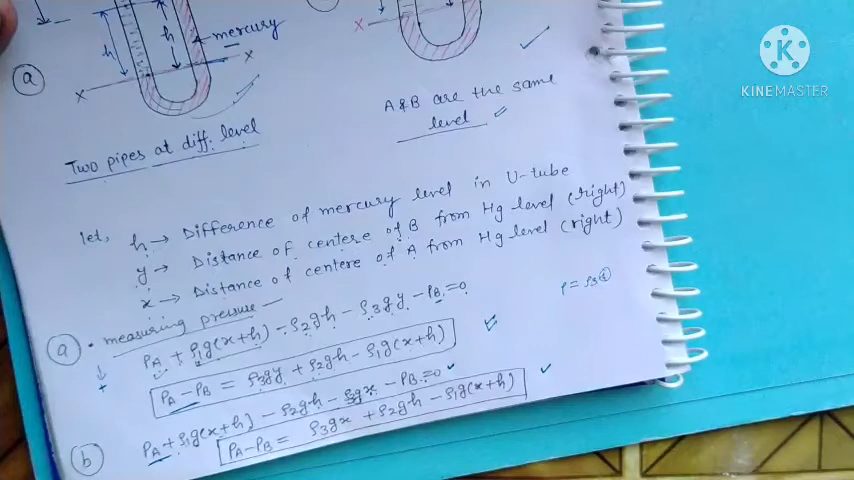 K
KINEMASTER
h
h
mercury
X
X
X
a
Two pipes at diff. level
A & B are the same
level
let,
h → Difference of mercury level in U-tube
y → Distance of centere of B from Hg level (right)
x → Distance of centere of A from Hg level (right)
a • measuring pressure —
P = ρg
PA + ρ1g(x+h) - ρ2gh - ρ3gy - PB = 0
PA - PB = ρ3gy + ρ2gh - ρ1g(x+h)
b
PA + ρ1g(x+h) - ρ2gh - ρ3gx - PB = 0
PA - PB = ρ3gx + ρ2gh - ρ1g(x+h)